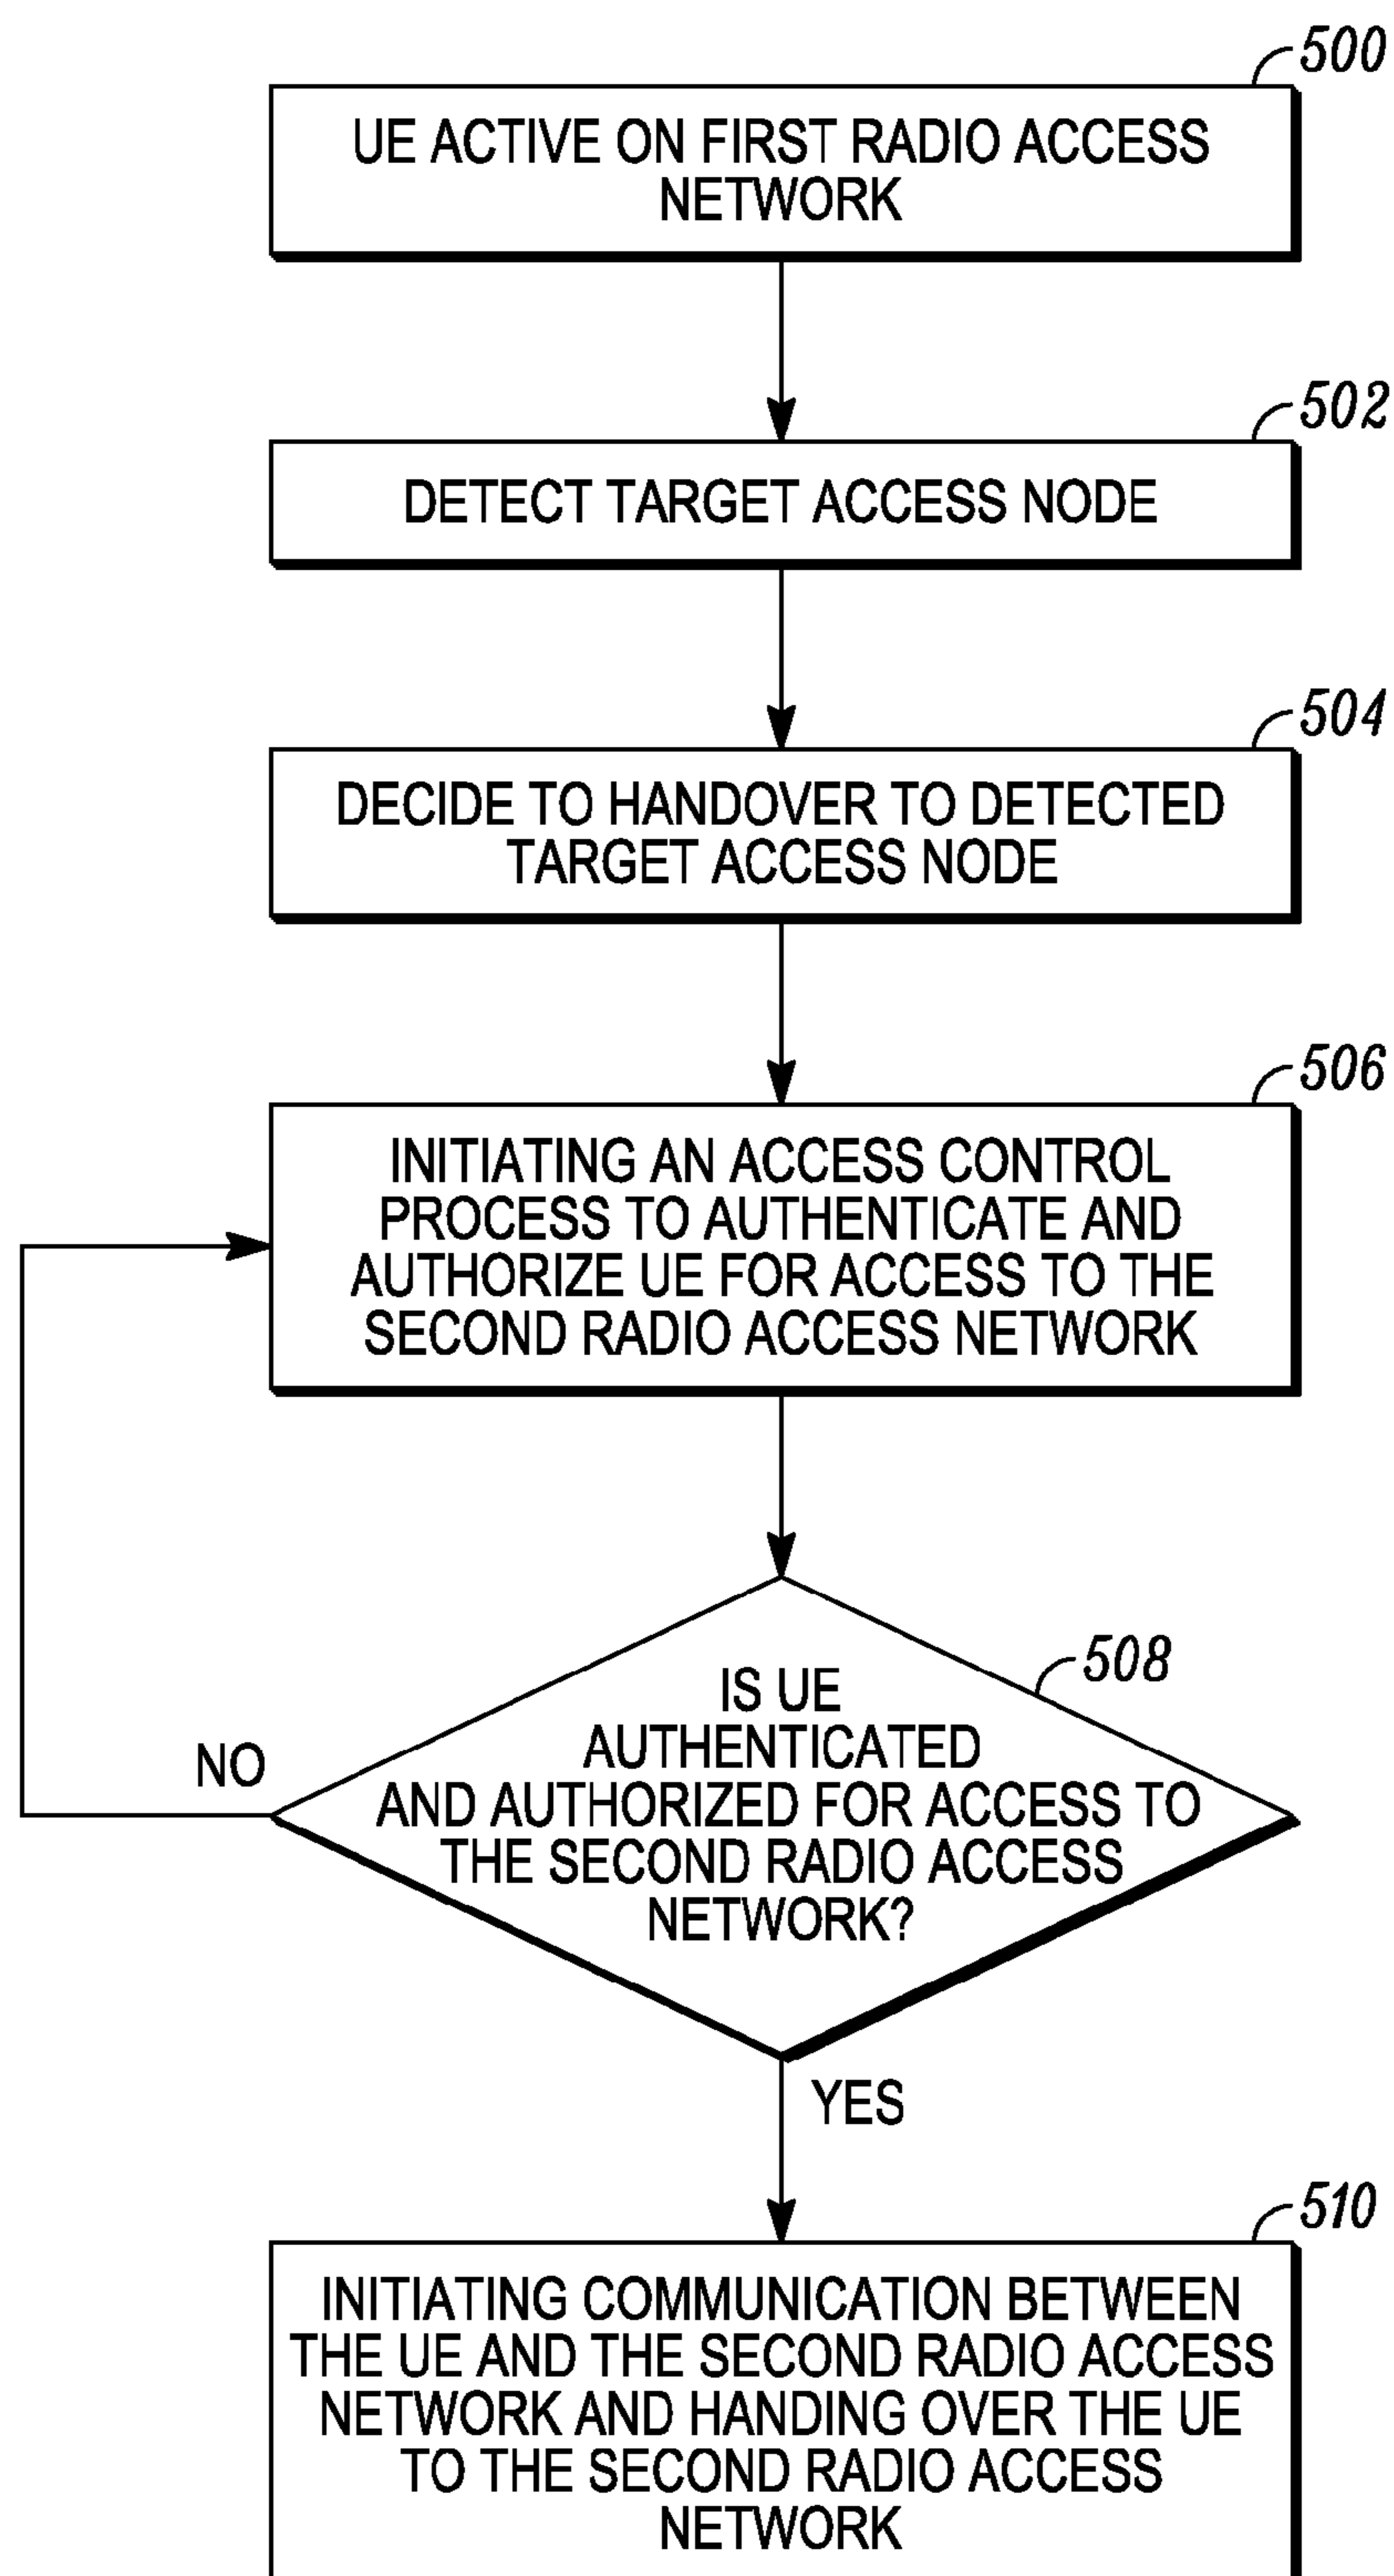 500
UE ACTIVE ON FIRST RADIO ACCESS
NETWORK
502
DETECT TARGET ACCESS NODE
504
DECIDE TO HANDOVER TO DETECTED
TARGET ACCESS NODE
506
INITIATING AN ACCESS CONTROL
PROCESS TO AUTHENTICATE AND
AUTHORIZE UE FOR ACCESS TO THE
SECOND RADIO ACCESS NETWORK
508
IS UE
AUTHENTICATED
AND AUTHORIZED FOR ACCESS TO
THE SECOND RADIO ACCESS
NETWORK?
NO
YES
510
INITIATING COMMUNICATION BETWEEN
THE UE AND THE SECOND RADIO ACCESS
NETWORK AND HANDING OVER THE UE
TO THE SECOND RADIO ACCESS
NETWORK